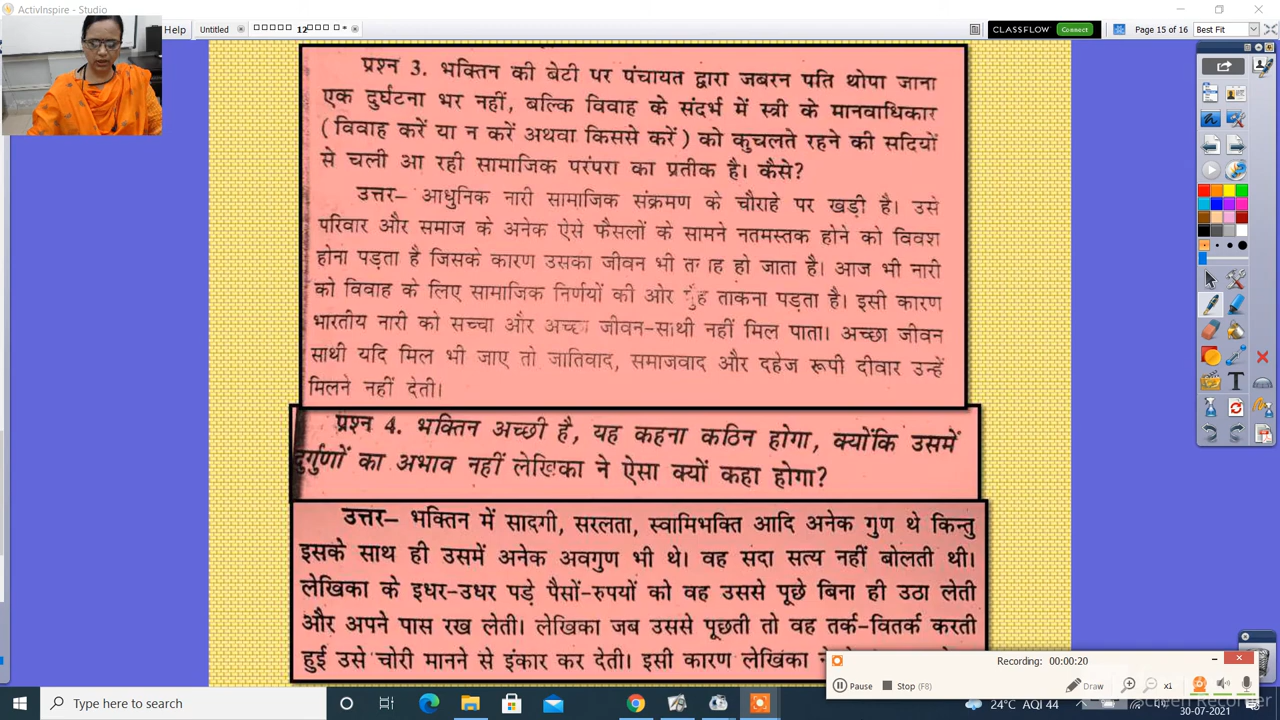 ActivInspire - Studio
Help
Untitled
12
CLASSFLOW Connect
Page 15 of 16
Best Fit
प्रश्न 3. भक्तिन की बेटी पर पंचायत द्वारा जबरन पति थोपा जाना
एक दुर्घटना भर नहीं, बल्कि विवाह के संदर्भ में स्त्री के मानवाधिकार
(विवाह करें या न करें अथवा किससे करें) को कुचलते रहने की सदियों
से चली आ रही सामाजिक परंपरा का प्रतीक है। कैसे?
उत्तर– आधुनिक नारी सामाजिक संक्रमण के चौराहे पर खड़ी है। उसे
परिवार और समाज के अनेक ऐसे फैसलों के सामने नतमस्तक होने को विवश
होना पड़ता है जिसके कारण उसका जीवन भी हो जाता है। आज भी नारी
को विवाह के लिए सामाजिक निर्णयों की ओर मुँह ताकना पड़ता है। इसी कारण
भारतीय नारी को सच्चा और अच्छा जीवन-साथी नहीं मिल पाता। अच्छा जीवन
साथी यदि मिल भी जाए तो जातिवाद, समाजवाद और दहेज रूपी दीवार उन्हें
मिलने नहीं देती।
प्रश्न 4. भक्तिन अच्छी है, यह कहना कठिन होगा, क्योंकि उसमें
दुर्गुणों का अभाव नहीं लेखिका ने ऐसा क्यों कहा होगा?
उत्तर– भक्तिन में सादगी, सरलता, स्वामिभक्ति आदि अनेक गुण थे किन्तु
इसके साथ ही उसमें अनेक अवगुण भी थे। वह सदा सत्य नहीं बोलती थी।
लेखिका के इधर-उधर पड़े पैसों-रुपयों को वह उससे पूछे बिना ही उठा लेती
और अपने पास रख लेती। लेखिका जब उससे पूछती तो वह तर्क-वितर्क करती
हुई उसे चोरी मानने से इंकार कर देती। इसी कारण लेखिका
Recording: 00:00:20
Pause
Stop (F8)
Draw
x1
Screen Recorder
Type here to search
24°C AQI 44
30-07-2021